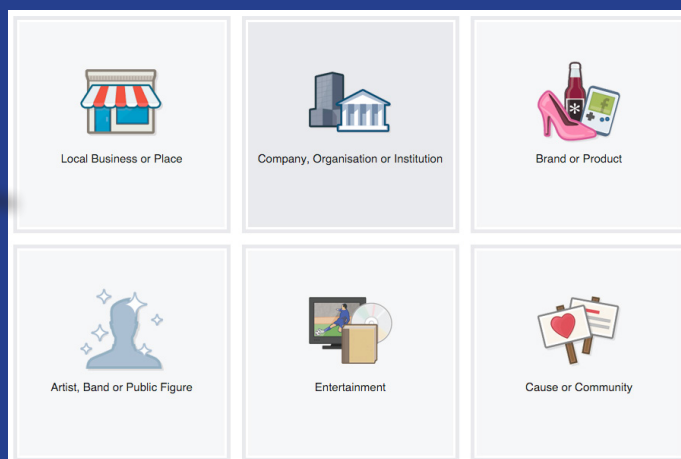 Local Business or Place
Company, Organisation or Institution
Brand or Product
Artist, Band or Public Figure
Entertainment
Cause or Community